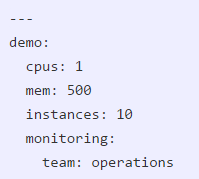 ---
demo:
  cpus: 1
  mem: 500
  instances: 10
  monitoring:
    team: operations